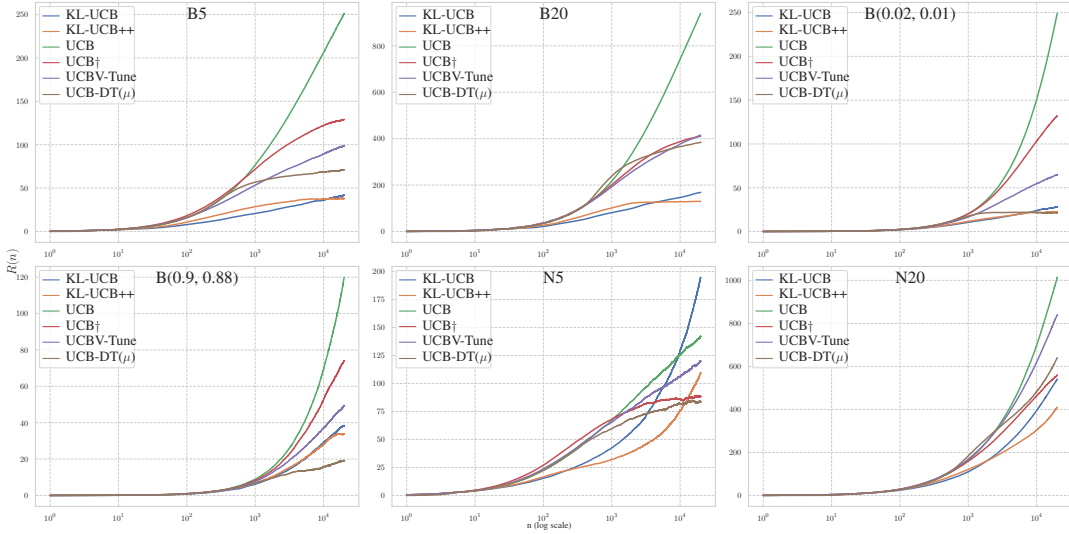 B5
KL-UCB
KL-UCB++
UCB
UCB†
UCBV-Tune
UCB-DT(μ)
250
200
150
100
50
0
10⁰
10¹
10²
10³
10⁴
B20
KL-UCB
KL-UCB++
UCB
UCB†
UCBV-Tune
UCB-DT(μ)
800
600
400
200
0
10⁰
10¹
10²
10³
10⁴
B(0.02, 0.01)
KL-UCB
KL-UCB++
UCB
UCB†
UCBV-Tune
UCB-DT(μ)
250
200
150
100
50
0
10⁰
10¹
10²
10³
10⁴
R(n)
B(0.9, 0.88)
KL-UCB
KL-UCB++
UCB
UCB†
UCBV-Tune
UCB-DT(μ)
120
100
80
60
40
20
0
10⁰
10¹
10²
10³
10⁴
N5
KL-UCB
KL-UCB++
UCB
UCB†
UCBV-Tune
UCB-DT(μ)
200
175
150
125
100
75
50
25
0
10⁰
10¹
10²
10³
10⁴
n (log scale)
N20
KL-UCB
KL-UCB++
UCB
UCB†
UCBV-Tune
UCB-DT(μ)
1000
800
600
400
200
0
10⁰
10¹
10²
10³
10⁴